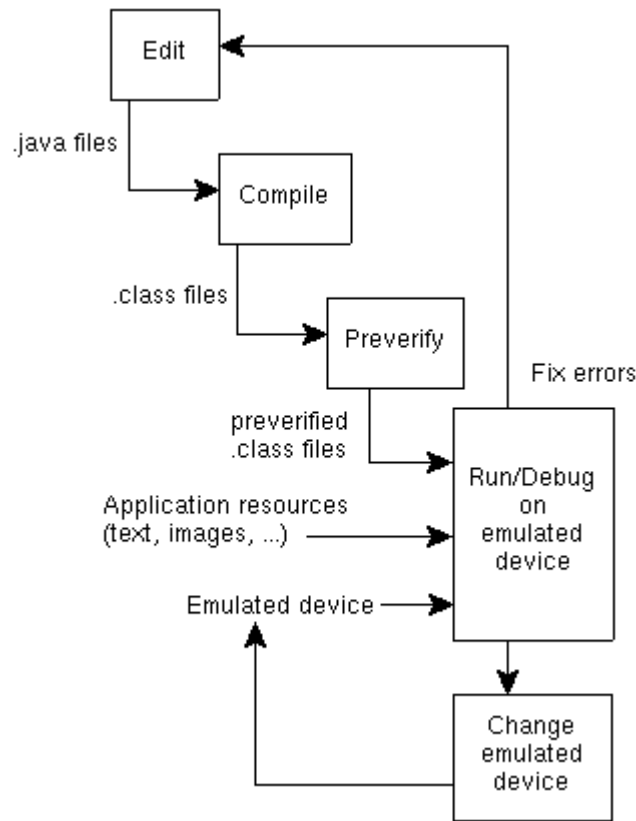 Edit
.java files
Compile
.class files
Preverify
Fix errors
preverified
.class files
Run/Debug
on
emulated
device
Application resources
(text, images, ...)
Emulated device
Change
emulated
device